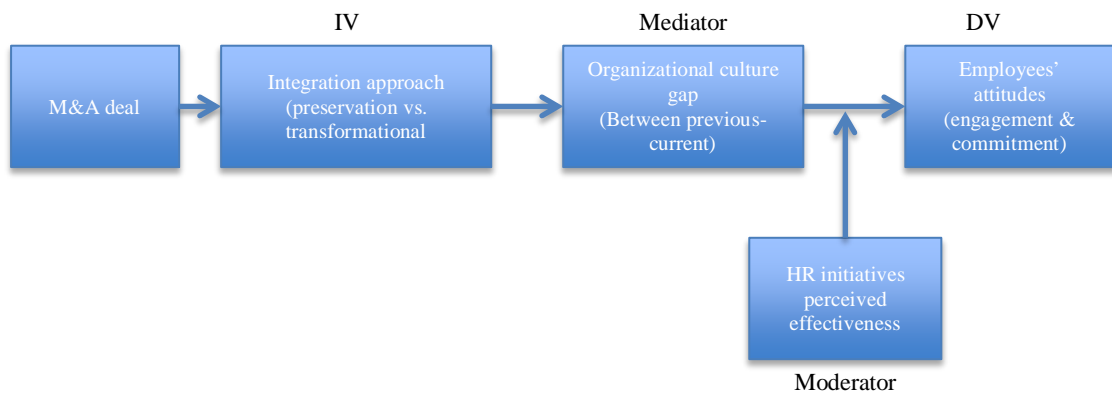 IV
Mediator
DV
M&A deal
Integration approach
(preservation vs.
transformational
Organizational culture
gap
(Between previous-
current)
Employees’
attitudes
(engagement &
commitment)
HR initiatives
perceived
effectiveness
Moderator